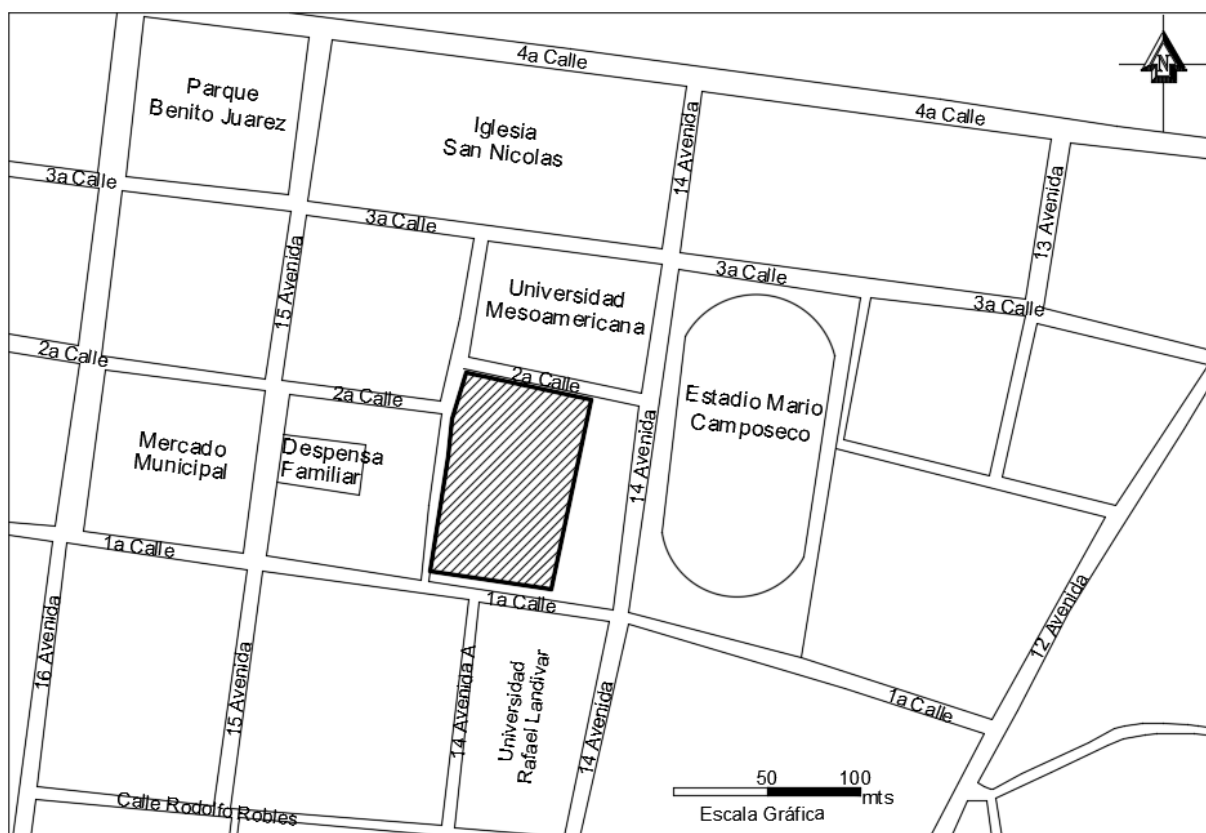 4a Calle
N
Parque
Benito Juarez
Iglesia
San Nicolas
14 Avenida
4a Calle
13 Avenida
3a Calle
3a Calle
15 Avenida
3a Calle
3a Calle
Universidad
Mesoamericana
2a Calle
2a Calle
2a Calle
Estadio Mario
Camposeco
Mercado
Municipal
Despensa
Familiar
14 Avenida
1a Calle
1a Calle
16 Avenida
15 Avenida
14 Avenida A
Universidad
Rafael Landivar
14 Avenida
12 Avenida
1a Calle
Calle Rodolfo Robles
50
100
mts
Escala Gráfica